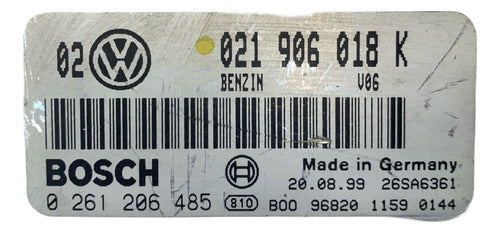 02 VW 021 906 018 K
BENZIN V06
BOSCH Made in Germany
20.08.99 26SA6361
0 261 206 485 810 B00 96820 1159 0144